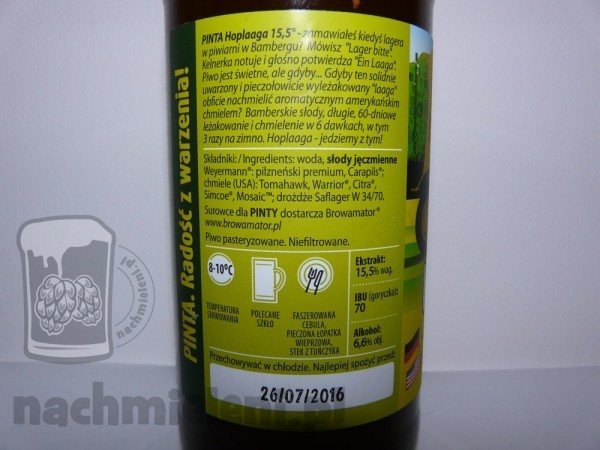 PINTA Hoplaaga 15,5° - zamawiałeś kiedyś lagera
w piwiarni w Bambergu? Mówisz "Lager bitte".
Kelnerka notuje i głośno potwierdza "Ein Laaga".
Piwo jest świetne, ale gdyby... Gdyby ten solidnie
uwarzony i pieczołowicie wyleżakowany "laaga"
obficie nachmielić aromatycznym amerykańskim
chmielem? Bamberskie słody, długie, 60-dniowe
leżakowanie i chmielenie w 6 dawkach, w tym
3 razy na zimno. Hoplaaga - jedziemy z tym!
Składniki: / Ingredients: woda, słody jęczmienne
Weyermann®: pilzneński premium, Carapils®;
chmiele (USA): Tomahawk, Warrior®, Citra®,
Simcoe®, Mosaic™; drożdże Saflager W 34/70.
Surowce dla PINTY dostarcza Browamator®
www.browamator.pl
Piwo pasteryzowane. Niefiltrowane.
8-10°C
TEMPERATURA
SERWOWANIA
POLECANE
SZKŁO
FASZEROWANA
CEBULA,
PIECZONA ŁOPATKA
WIEPRZOWA,
STEK Z TUŃCZYKA
Ekstrakt:
15,5% wag.
IBU (goryczka):
70
Alkohol:
6,6% obj.
Przechowywać w chłodzie. Najlepiej spożyć przed:
26/07/2016
PINTA. Radość z warzenia!
nachmieleni.pl
nachmieleni.pl